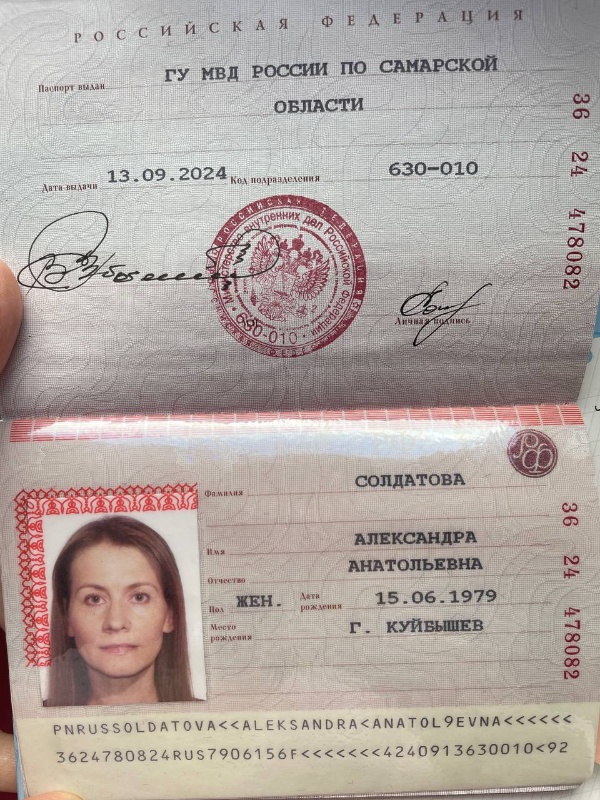 РОССИЙСКАЯ ФЕДЕРАЦИЯ
Паспорт выдан ГУ МВД РОССИИ ПО САМАРСКОЙ
ОБЛАСТИ
Дата выдачи 13.09.2024 Код подразделения 630-010
Министерство внутренних дел Российской Федерации
630-010
Личная подпись
36 24 478082
РФ
Фамилия СОЛДАТОВА
Имя АЛЕКСАНДРА
Отчество АНАТОЛЬЕВНА
Пол ЖЕН. Дата рождения 15.06.1979
Место рождения Г. КУЙБЫШЕВ
36 24 478082
PNRUSSOLDATOVA<<ALEKSANDRA<ANATOL9EVNA<<<<<<
3624780824RUS7906156F<<<<<<<4240913630010<92